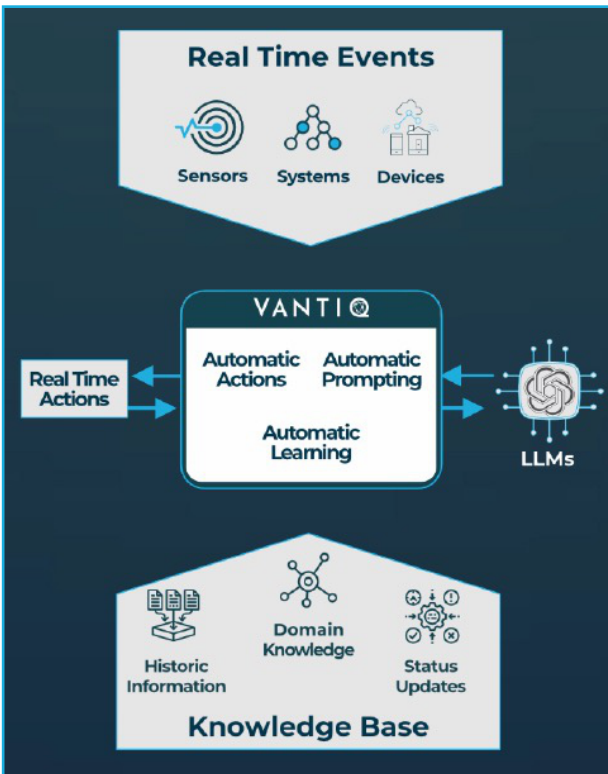 Real Time Events
Sensors
Systems
Devices
VANTIQ
Automatic
Actions
Automatic
Prompting
Automatic
Learning
Real Time
Actions
LLMs
Historic
Information
Domain
Knowledge
Status
Updates
Knowledge Base